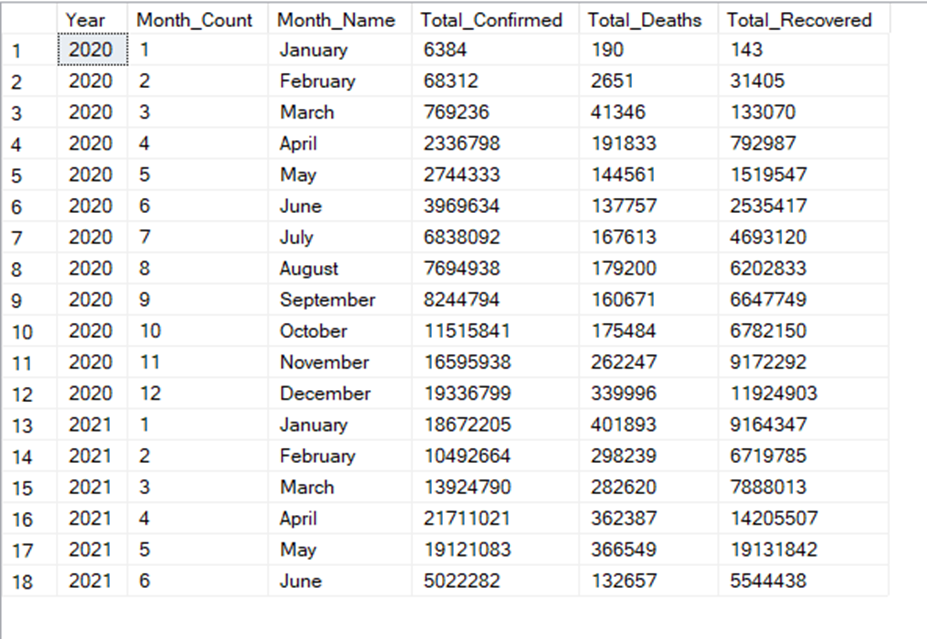 Year Month_Count Month_Name Total_Confirmed Total_Deaths Total_Recovered
1 2020 1 January 6384 190 143
2 2020 2 February 68312 2651 31405
3 2020 3 March 769236 41346 133070
4 2020 4 April 2336798 191833 792987
5 2020 5 May 2744333 144561 1519547
6 2020 6 June 3969634 137757 2535417
7 2020 7 July 6838092 167613 4693120
8 2020 8 August 7694938 179200 6202833
9 2020 9 September 8244794 160671 6647749
10 2020 10 October 11515841 175484 6782150
11 2020 11 November 16595938 262247 9172292
12 2020 12 December 19336799 339996 11924903
13 2021 1 January 18672205 401893 9164347
14 2021 2 February 10492664 298239 6719785
15 2021 3 March 13924790 282620 7888013
16 2021 4 April 21711021 362387 14205507
17 2021 5 May 19121083 366549 19131842
18 2021 6 June 5022282 132657 5544438